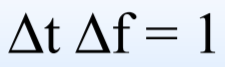 Δt Δf = 1